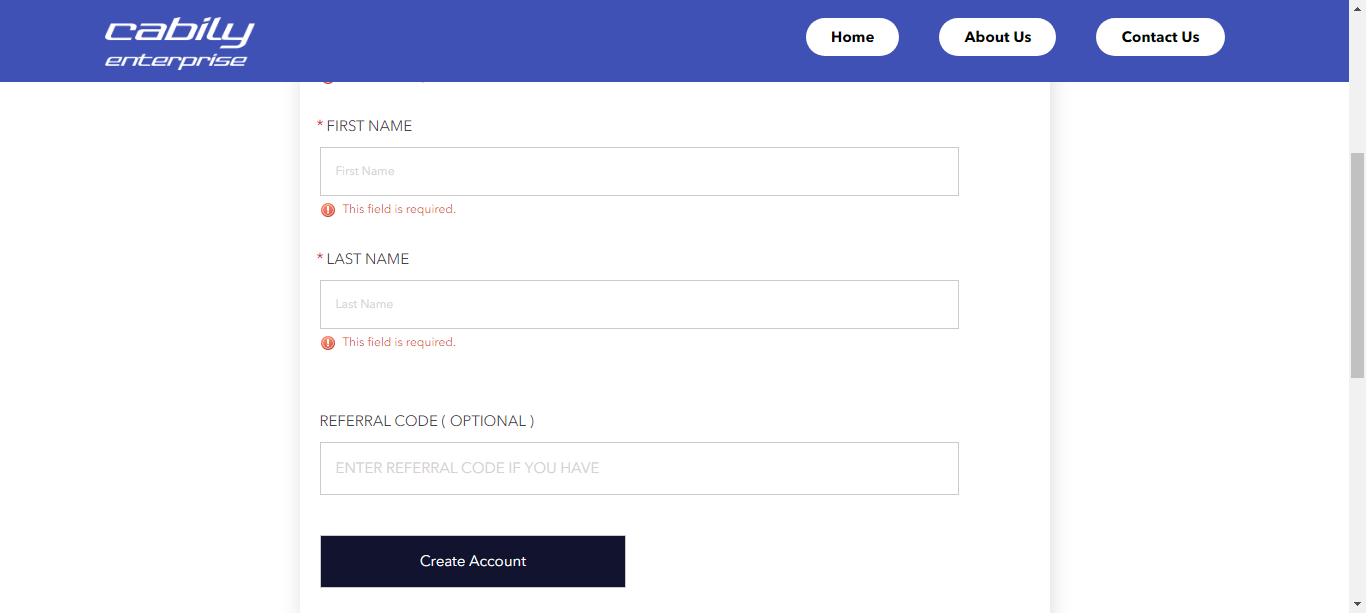 cabily
enterprise
Home
About Us
Contact Us
* FIRST NAME
First Name
This field is required.
* LAST NAME
Last Name
This field is required.
REFERRAL CODE ( OPTIONAL )
ENTER REFERRAL CODE IF YOU HAVE
Create Account